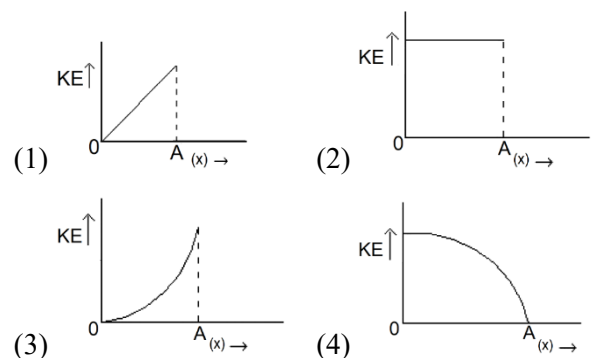 (1)
KE↑
0
A (x) →
(2)
KE↑
0
A (x) →
(3)
KE↑
0
A (x) →
(4)
KE↑
0
A (x) →